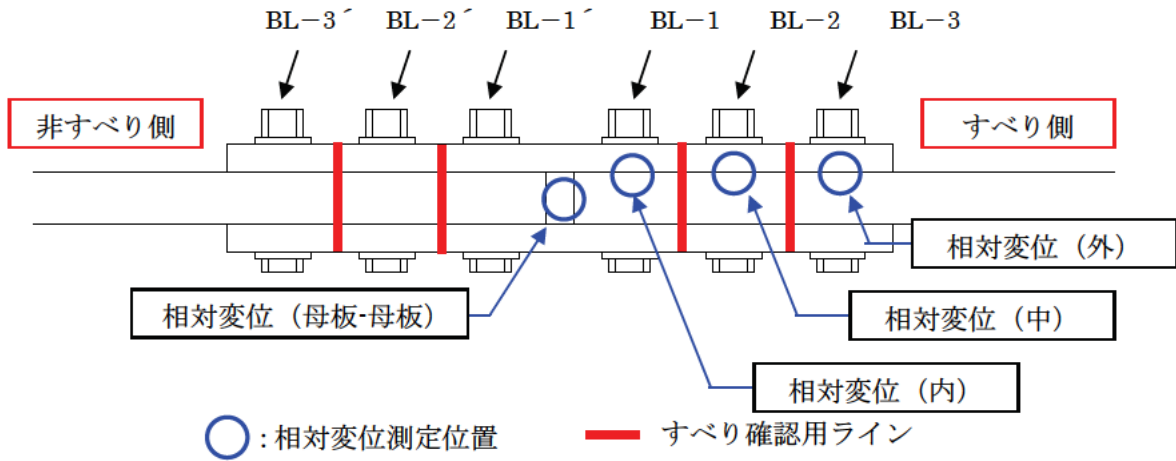 BL-3´ BL-2´ BL-1´ BL-1 BL-2 BL-3
非すべり側
すべり側
相対変位（外）
相対変位（母板-母板）
相対変位（中）
相対変位（内）
：相対変位測定位置
すべり確認用ライン